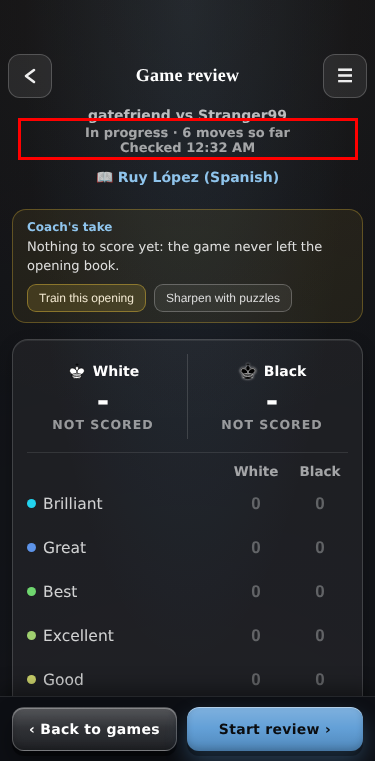 Game review
gatefriend vs Stranger99
In progress · 6 moves so far
Checked 12:32 AM
📖 Ruy López (Spanish)
Coach's take
Nothing to score yet: the game never left the
opening book.
Train this opening
Sharpen with puzzles
White
Black
-
-
NOT SCORED
NOT SCORED
White Black
Brilliant 0 0
Great 0 0
Best 0 0
Excellent 0 0
Good 0 0
‹ Back to games
Start review ›